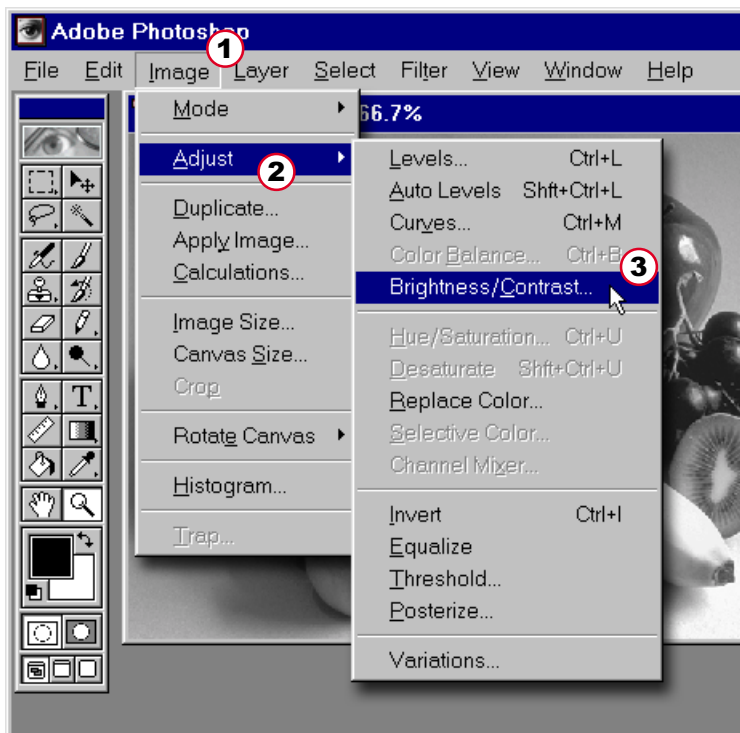 Adobe Photoshop
1
File Edit Image Layer Select Filter View Window Help
66.7%
Mode
Adjust
2
Duplicate...
Apply Image...
Calculations...
Image Size...
Canvas Size...
Crop
Rotate Canvas
Histogram...
Trap...
Levels... Ctrl+L
Auto Levels Shft+Ctrl+L
Curves... Ctrl+M
Color Balance... Ctrl+B
3
Brightness/Contrast...
Hue/Saturation... Ctrl+U
Desaturate Shft+Ctrl+U
Replace Color...
Selective Color...
Channel Mixer...
Invert Ctrl+I
Equalize
Threshold...
Posterize...
Variations...
T